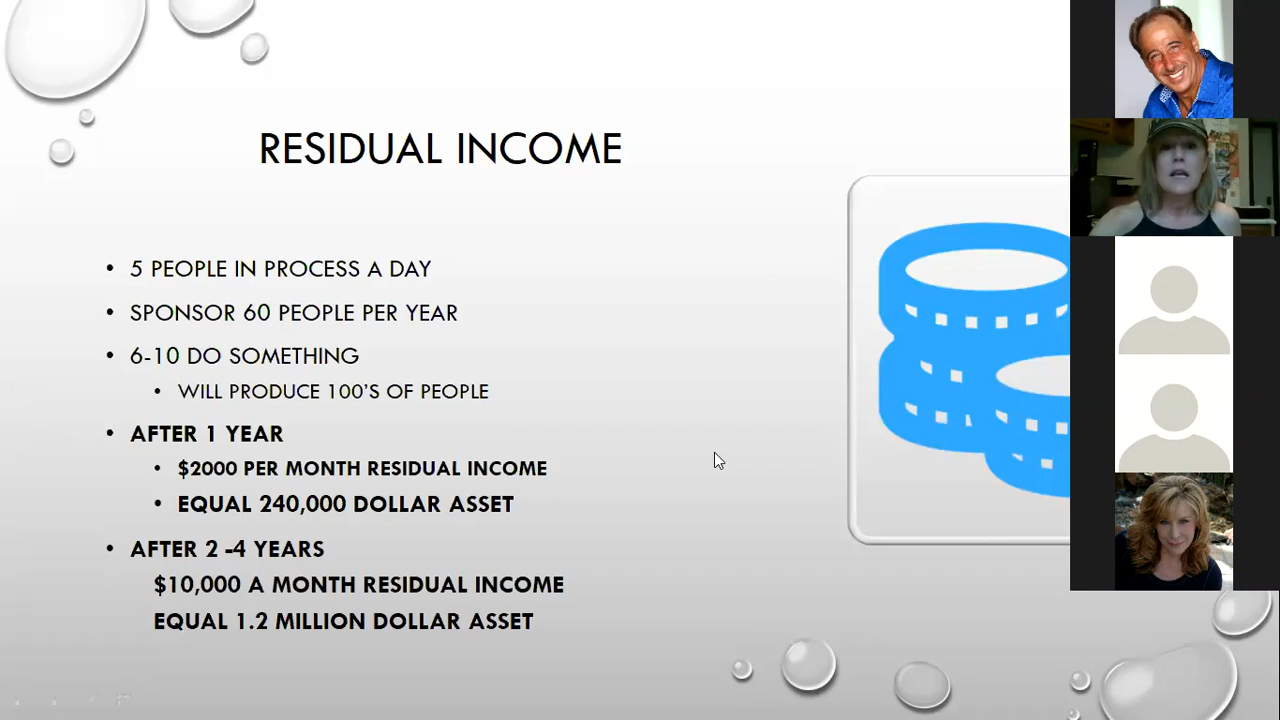 RESIDUAL INCOME
• 5 PEOPLE IN PROCESS A DAY
• SPONSOR 60 PEOPLE PER YEAR
• 6-10 DO SOMETHING
• WILL PRODUCE 100'S OF PEOPLE
• AFTER 1 YEAR
• $2000 PER MONTH RESIDUAL INCOME
• EQUAL 240,000 DOLLAR ASSET
• AFTER 2 -4 YEARS
$10,000 A MONTH RESIDUAL INCOME
EQUAL 1.2 MILLION DOLLAR ASSET